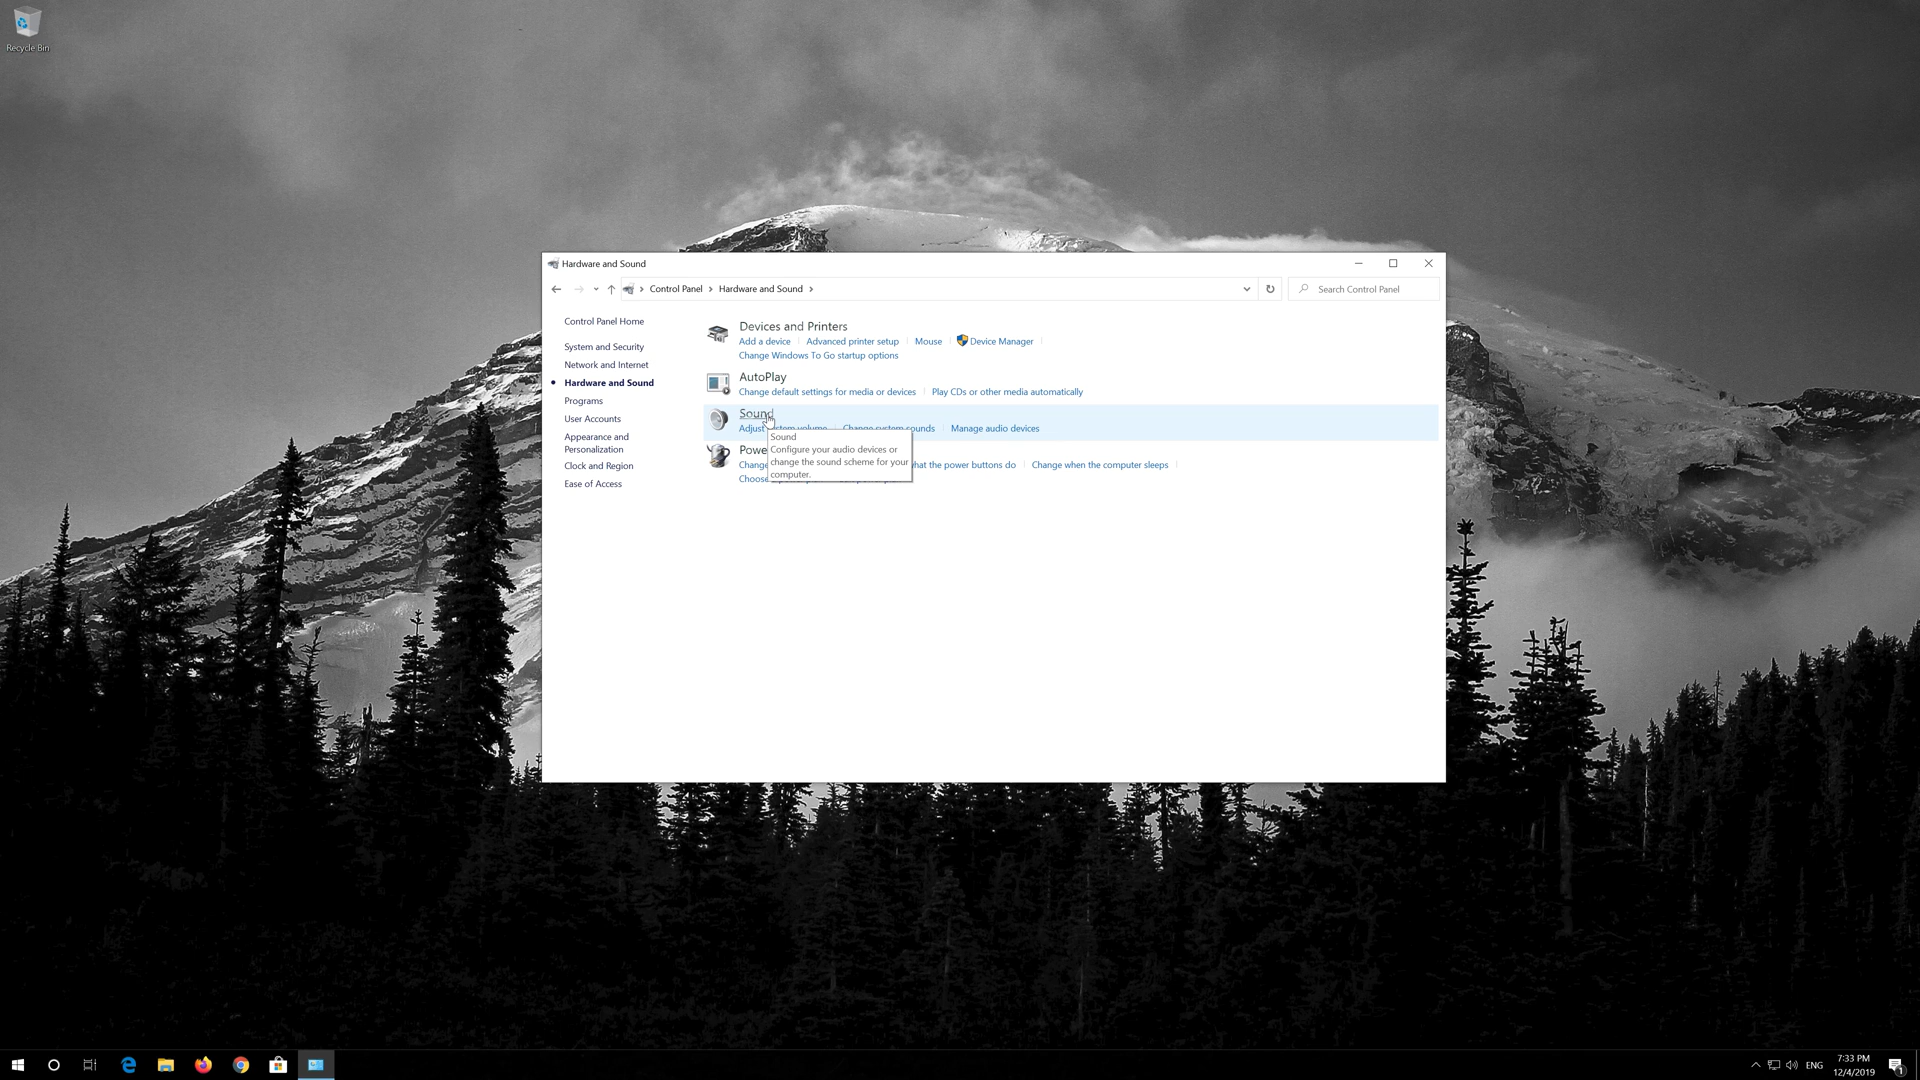 Recycle Bin
Hardware and Sound
Control Panel
Hardware and Sound
Search Control Panel
Control Panel Home
System and Security
Network and Internet
Hardware and Sound
Programs
User Accounts
Appearance and
Personalization
Clock and Region
Ease of Access
Devices and Printers
Add a device
Advanced printer setup
Mouse
Device Manager
Change Windows To Go startup options
AutoPlay
Change default settings for media or devices
Play CDs or other media automatically
Sound
Adjust system volume
Change system sounds
Manage audio devices
Sound
Configure your audio devices or
change the sound scheme for your
computer.
Powe
Change
hat the power buttons do
Change when the computer sleeps
Choose
ENG
7:33 PM
12/4/2019
1